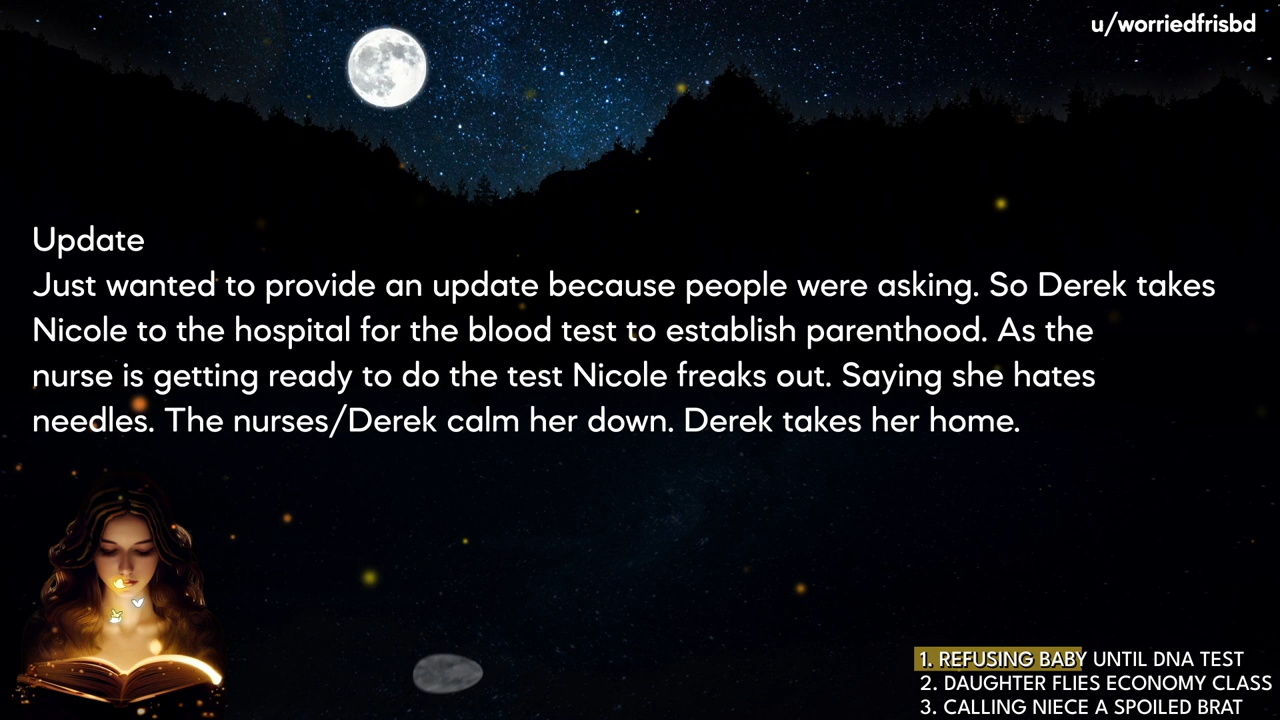 u/worriedfrisbd
Update
Just wanted to provide an update because people were asking. So Derek takes
Nicole to the hospital for the blood test to establish parenthood. As the
nurse is getting ready to do the test Nicole freaks out. Saying she hates
needles. The nurses/Derek calm her down. Derek takes her home.
1. REFUSING BABY UNTIL DNA TEST
2. DAUGHTER FLIES ECONOMY CLASS
3. CALLING NIECE A SPOILED BRAT